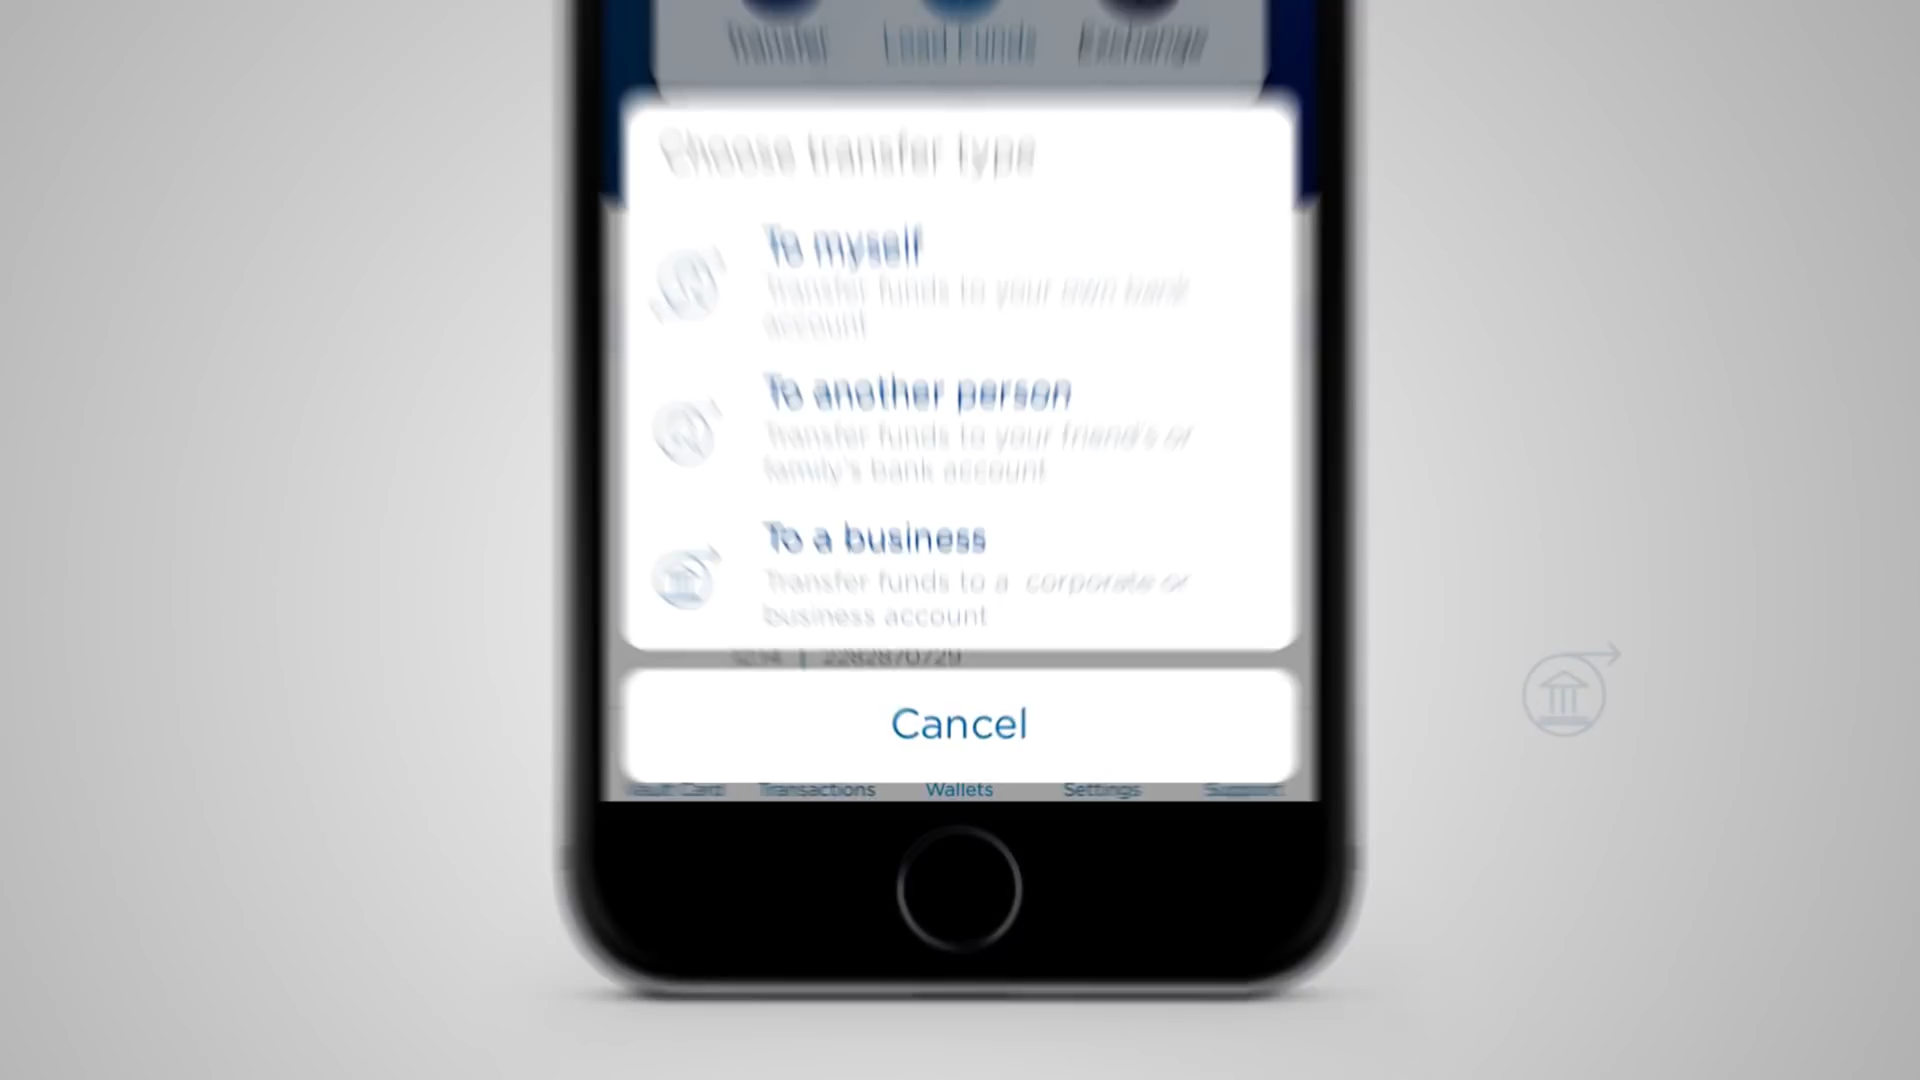 Transfer Load Funds Exchange
Choose transfer type
To myself
Transfer funds to your own bank
account
To another person
Transfer funds to your friend's or
family's bank account
To a business
Transfer funds to a corporate or
business account
2282870729
Cancel
Vault Card Transactions Wallets Settings Support